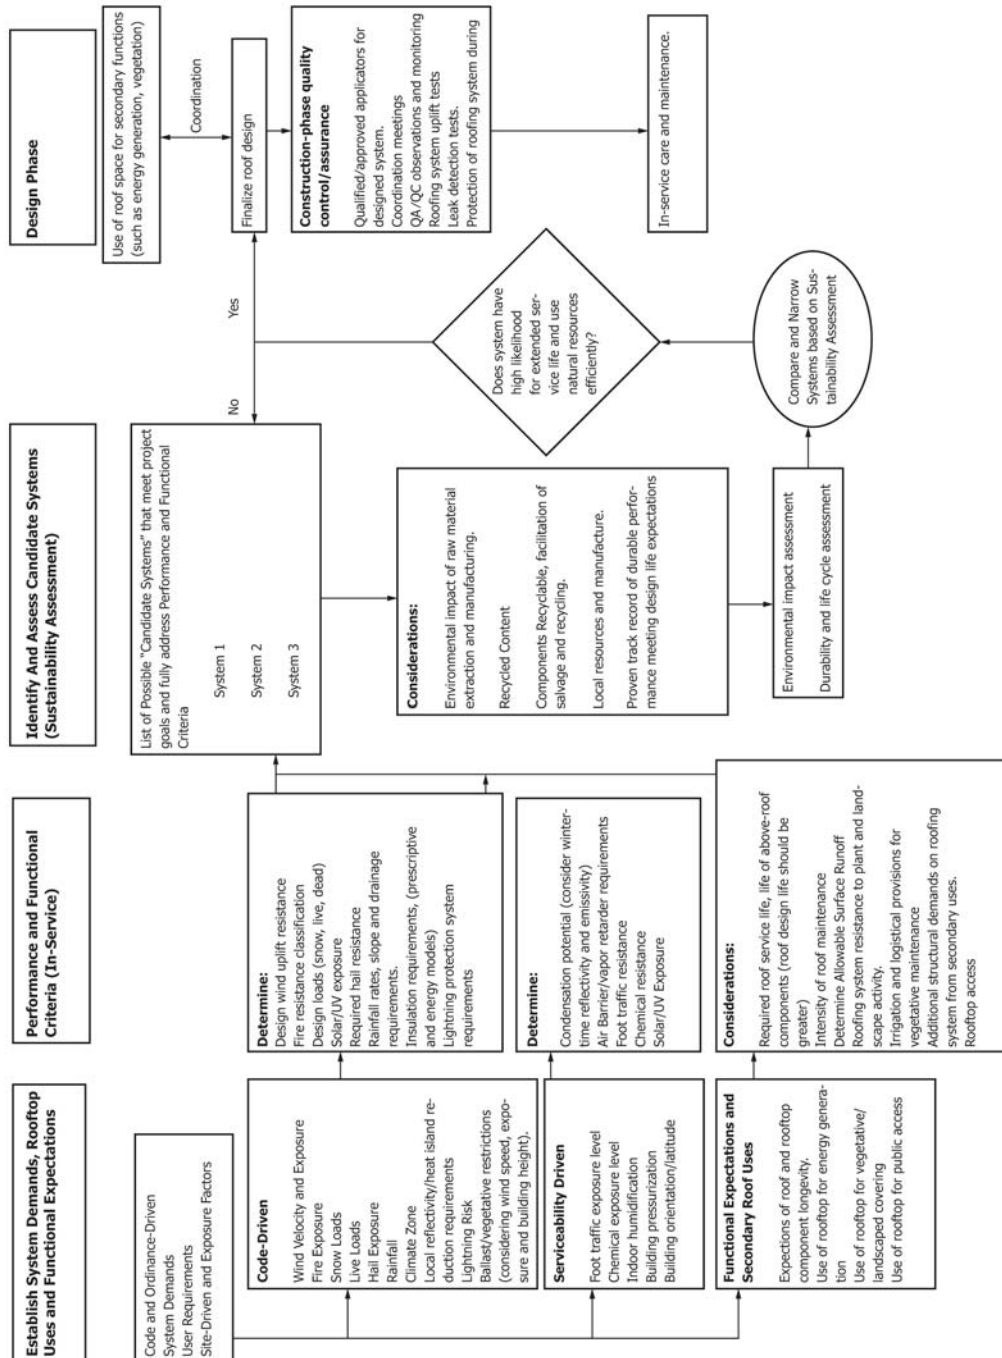 Establish System Demands, Rooftop
Uses and Functional Expectations
Performance and Functional
Criteria (In-Service)
Identify And Assess Candidate Systems
(Sustainability Assessment)
Design Phase
Code and Ordinance-Driven
System Demands
User Requirements
Site-Driven and Exposure Factors
Code-Driven
Wind Velocity and Exposure
Fire Exposure
Snow Loads
Live Loads
Hail Exposure
Rainfall
Climate Zone
Local reflectivity/heat island re-
duction requirements
Lightning Risk
Ballast/vegetative restrictions
(considering wind speed, expo-
sure and building height).
Serviceability Driven
Foot traffic exposure level
Chemical exposure level
Indoor humidification
Building pressurization
Building orientation/latitude
Functional Expectations and
Secondary Roof Uses
Expections of roof and rooftop
component longevity.
Use of rooftop for energy genera-
tion
Use of rooftop for vegetative/
landscaped covering
Use of rooftop for public access
Determine:
Design wind uplift resistance
Fire resistance classification
Design loads (snow, live, dead)
Solar/UV exposure
Required hail resistance
Rainfall rates, slope and drainage
requirements.
Insulation requirements, (prescriptive
and energy models)
Lightning protection system
requirements
Determine:
Condensation potential (consider winter-
time reflectivity and emissivity)
Air Barrier/vapor retarder requirements
Foot traffic resistance
Chemical resistance
Solar/UV Exposure
Considerations:
Required roof service life, life of above-roof
components (roof design life should be
greater)
Intensity of roof maintenance
Determine Allowable Surface Runoff
Roofing system resistance to plant and land-
scape activity.
Irrigation and logistical provisions for
vegetative maintenance
Additional structural demands on roofing
system from secondary uses.
Rooftop access
List of Possible “Candidate Systems” that meet project
goals and fully address Performance and Functional
Criteria
System 1
System 2
System 3
Considerations:
Environmental impact of raw material
extraction and manufacturing.
Recycled Content
Components Recyclable, facilitation of
salvage and recycling.
Local resources and manufacture.
Proven track record of durable perfor-
mance meeting design life expectations
Environmental impact assessment
Durability and life cycle assessment
Compare and Narrow
Systems based on Sus-
tainability Assessment
Does system have
high likelihood
for extended ser-
vice life and use
natural resources
efficiently?
No
Yes
Use of roof space for secondary functions
(such as energy generation, vegetation)
Coordination
Finalize roof design
Construction-phase quality
control/assurance
Qualified/approved applicators for
designed system.
Coordination meetings
QA/QC observations and monitoring
Roofing system uplift tests
Leak detection tests.
Protection of roofing system during
In-service care and maintenance.